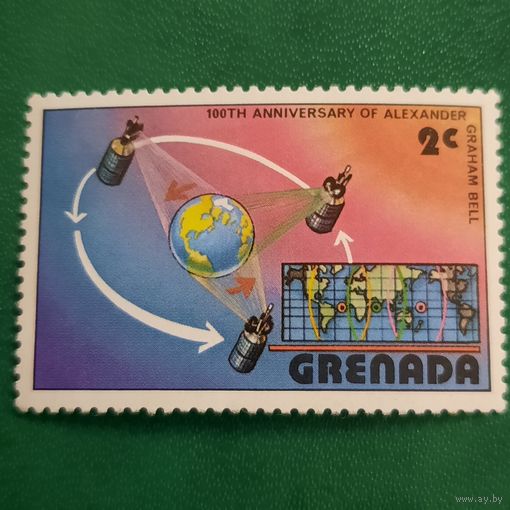 100TH ANNIVERSARY OF ALEXANDER
GRAHAM BELL
2c
GRENADA
www.ay.by